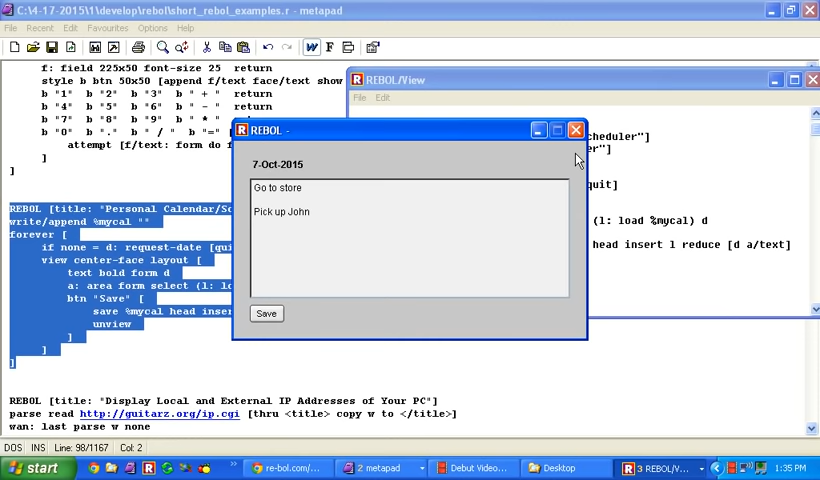 C:\4-17-2015\1\develop\rebol\short_rebol_examples.r - metapad
File Recent Edit Favourites Options Help
f: field 225x50 font-size 25 return
style b btn 50x50 [append f/text face/text show
b "1" b "2" b "3" b " + " return
b "4" b "5" b "6" b " - " return
b "7" b "8" b "9" b " * "
b "0" b "." b " / " b "="
attempt [f/text: form do f
]
]
REBOL [title: "Personal Calendar/Sc
write/append %mycal ""
forever [
if none = d: request-date [qui
view center-face layout [
text bold form d
a: area form select (l: lo
btn "Save" [
save %mycal head inser
unview
]
]
]
REBOL [title: "Display Local and External IP Addresses of Your PC"]
parse read http://guitarz.org/ip.cgi [thru <title> copy w to </title>]
wan: last parse w none
REBOL/View
File Edit
cheduler"]
er"]
quit]
(l: load %mycal) d
head insert l reduce [d a/text]
REBOL -
7-Oct-2015
Go to store
Pick up John
Save
DOS INS Line: 98/1167 Col: 2
start
re-bol.com/...
2 metapad
Debut Video...
Desktop
3 REBOL/V...
1:35 PM